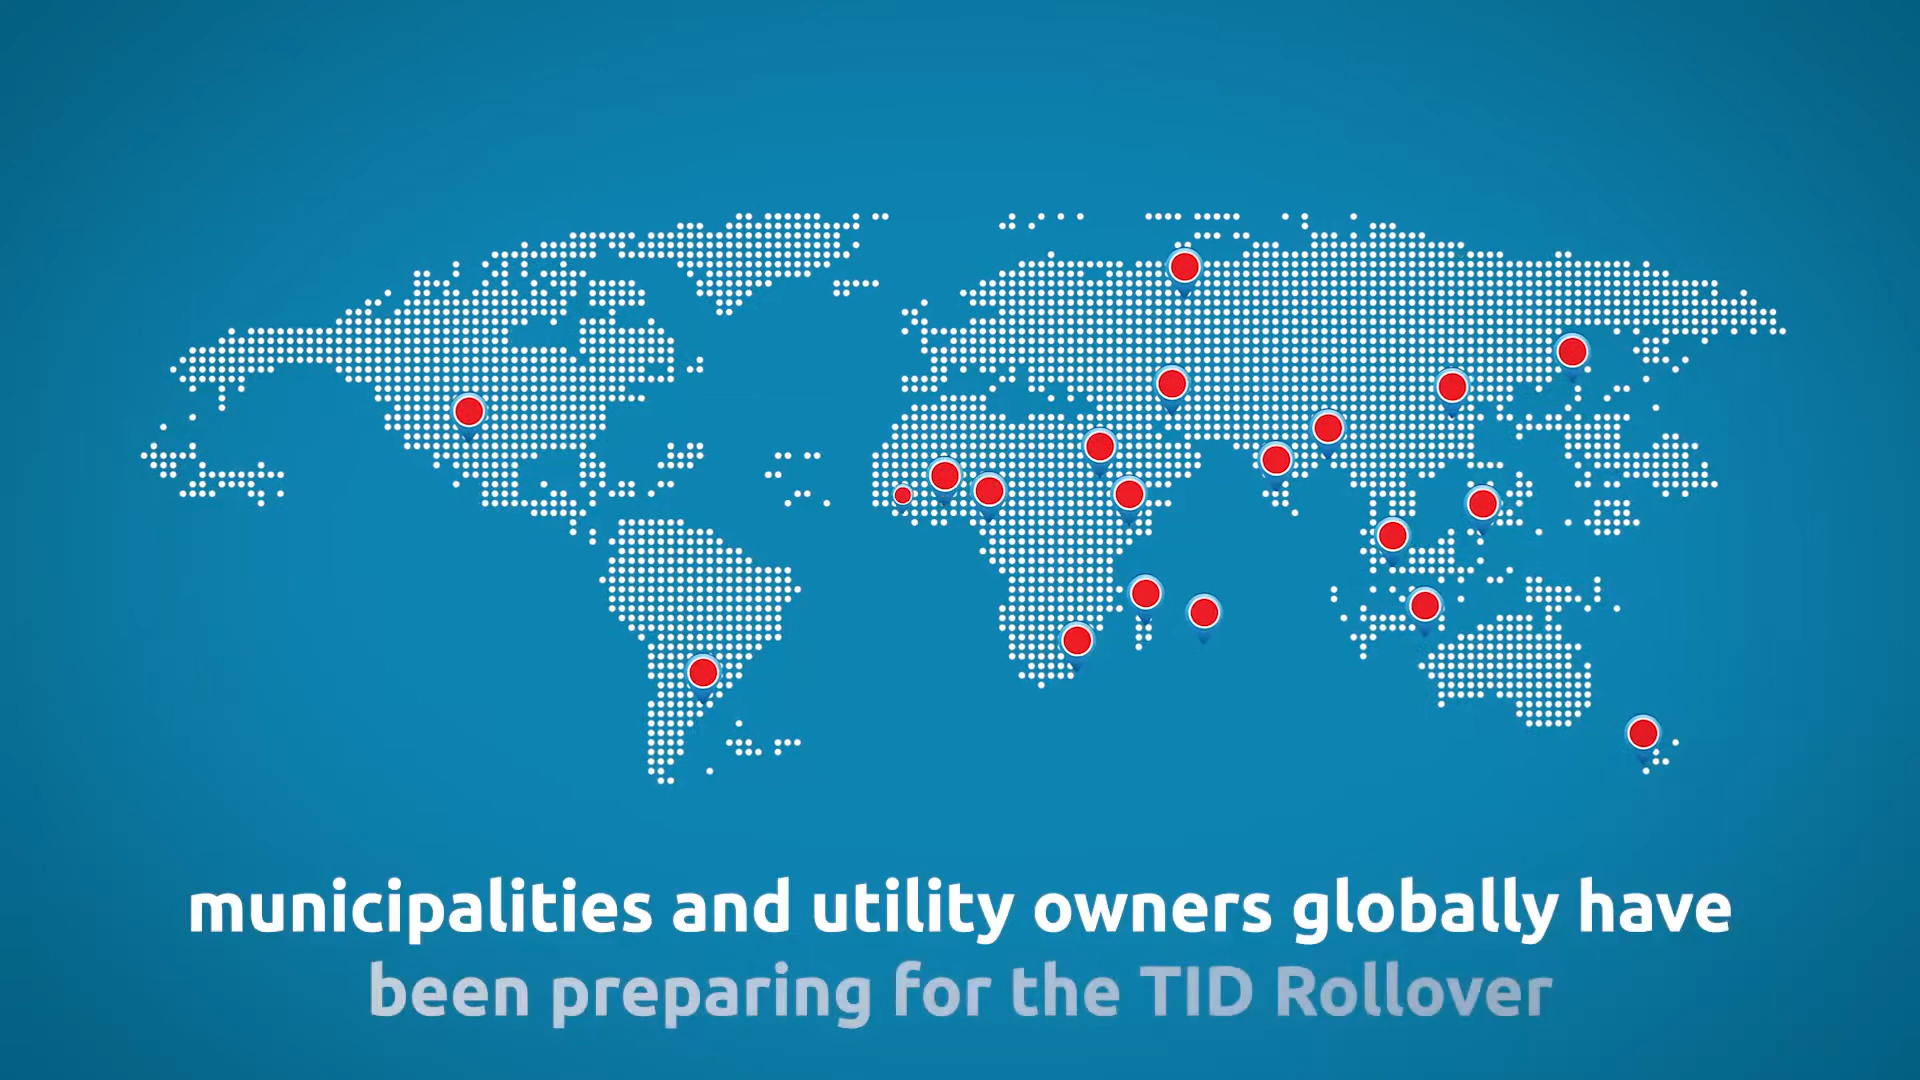 municipalities and utility owners globally have
been preparing for the TID Rollover